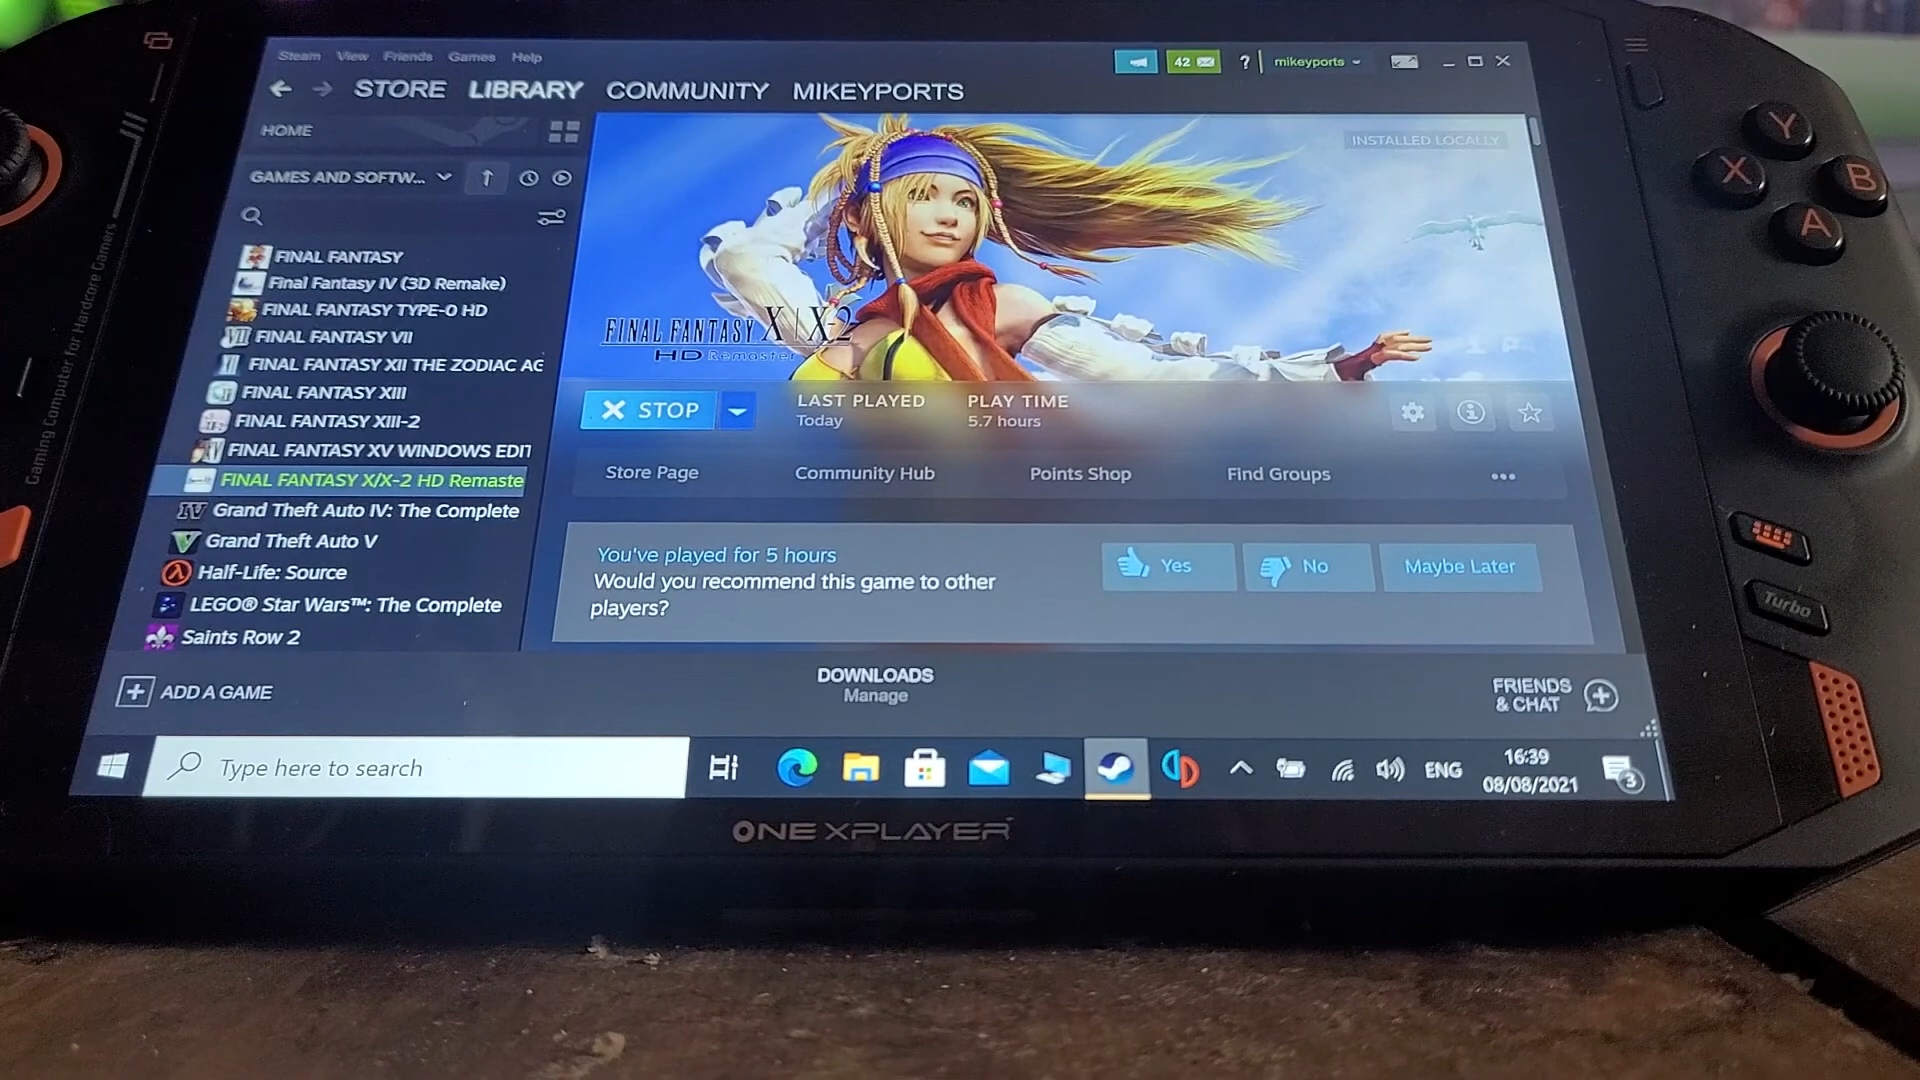 Steam View Friends Games Help
42 ? mikeyports
STORE LIBRARY COMMUNITY MIKEYPORTS
HOME
INSTALLED LOCALLY
GAMES AND SOFTW...
FINAL FANTASY
Final Fantasy IV (3D Remake)
FINAL FANTASY TYPE-0 HD
FINAL FANTASY VII
FINAL FANTASY XII THE ZODIAC AG
FINAL FANTASY XIII
FINAL FANTASY XIII-2
FINAL FANTASY XV WINDOWS EDIT
FINAL FANTASY X/X-2 HD Remaste
Grand Theft Auto IV: The Complete
Grand Theft Auto V
Half-Life: Source
LEGO® Star Wars™: The Complete
Saints Row 2
FINAL FANTASY X | X-2
HD Remaster
STOP
LAST PLAYED
Today
PLAY TIME
5.7 hours
Store Page Community Hub Points Shop Find Groups
You've played for 5 hours
Would you recommend this game to other
players?
Yes No Maybe Later
ADD A GAME
DOWNLOADS
Manage
FRIENDS
& CHAT
Type here to search
ENG
16:39
08/08/2021
3
ONEXPLAYER
Gaming Computer for Hardcore Gamers
Y
X
B
A
Turbo